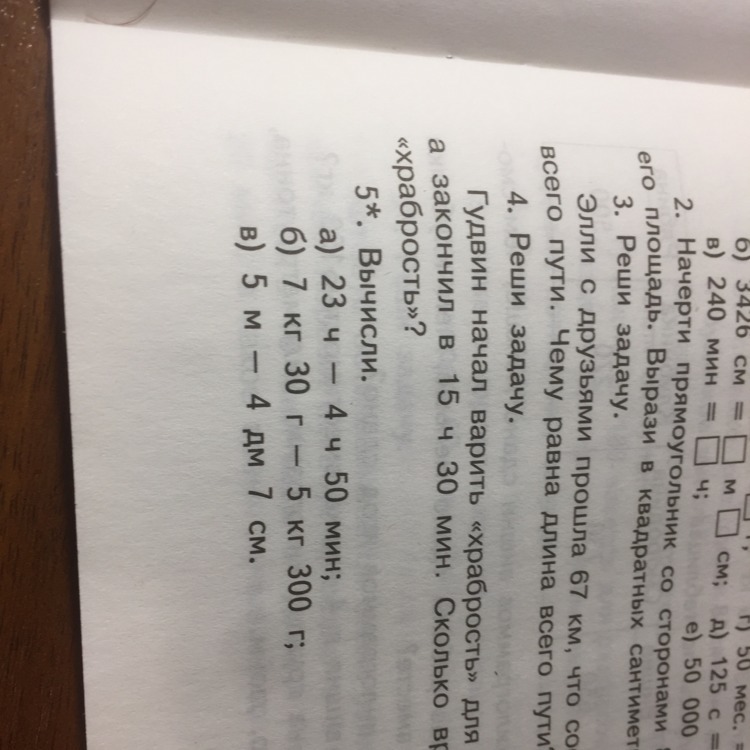 г) 50 мес. =
б) 3426 см = □ м □ см; д) 125 с =
в) 240 мин = □ ч; е) 50 000
2. Начерти прямоугольник со сторонами
его площадь. Вырази в квадратных
3. Реши задачу.
Элли с друзьями прошла 67 км, что
всего пути. Чему равна длина всего пути
4. Реши задачу.
Гудвин начал варить «храбрость» для
а закончил в 15 ч 30 мин. Сколько
«храбрость»?
5*. Вычисли.
а) 23 ч – 4 ч 50 мин;
б) 7 кг 30 г – 5 кг 300 г;
в) 5 м – 4 дм 7 см.